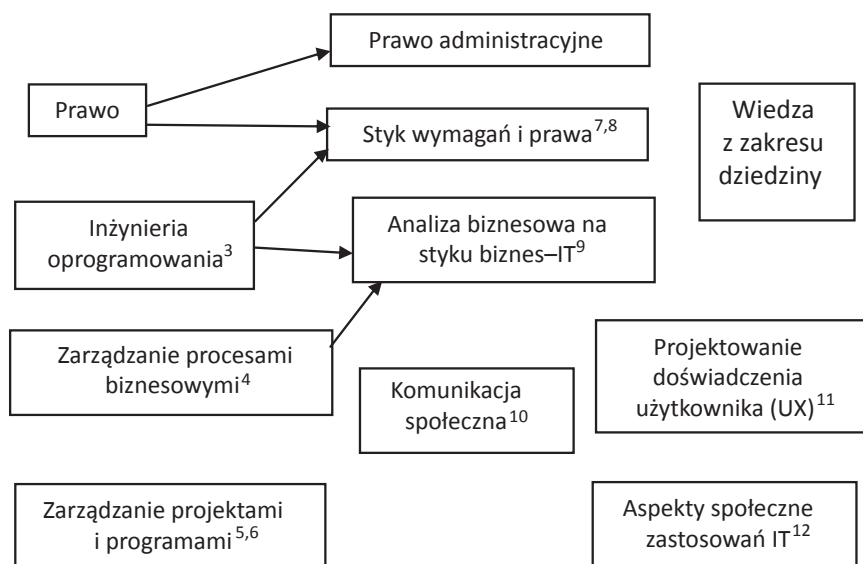 Prawo administracyjne
Prawo
Styk wymagań i prawa7,8
Wiedza
z zakresu
dziedziny
Inżynieria
oprogramowania3
Analiza biznesowa na
styku biznes–IT9
Zarządzanie procesami
biznesowymi4
Komunikacja
społeczna10
Projektowanie
doświadczenia
użytkownika (UX)11
Zarządzanie projektami
i programami5,6
Aspekty społeczne
zastosowań IT12